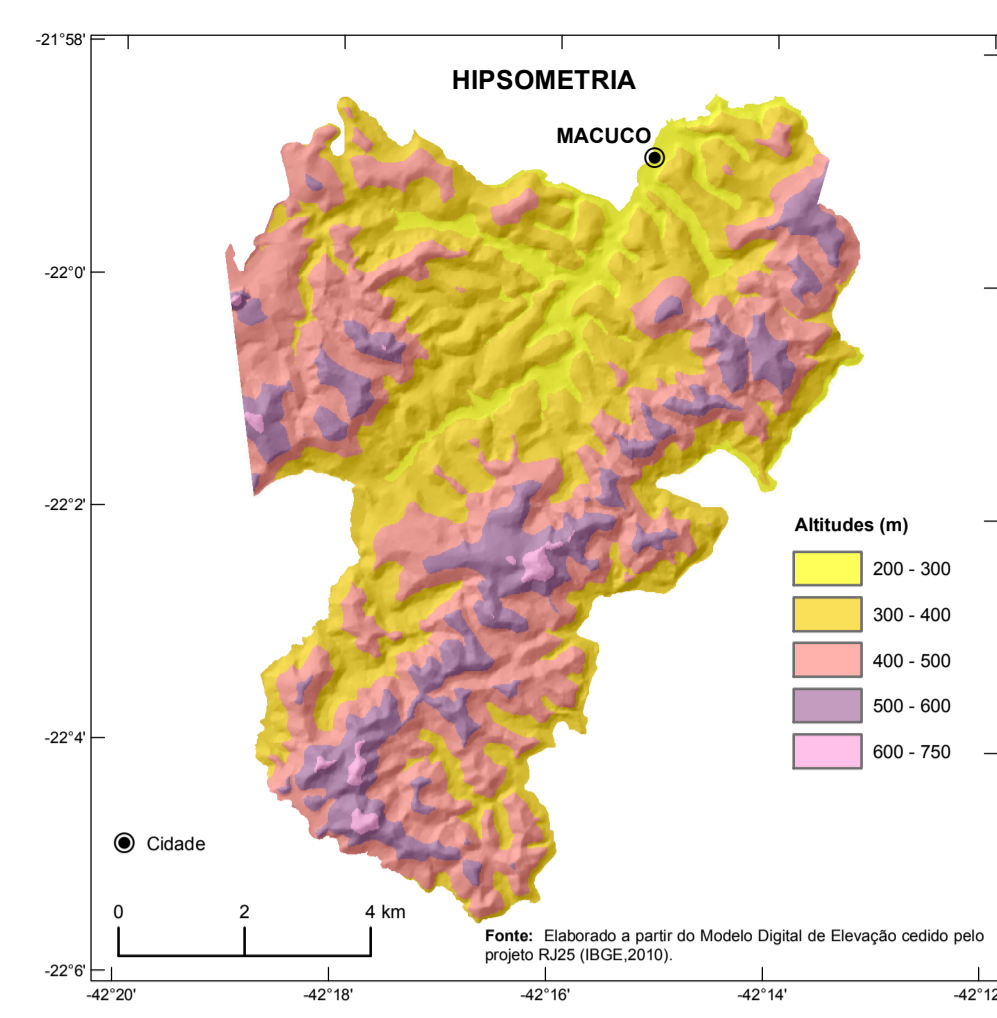 HIPSOMETRIA
MACUCO
-21°58'
-22°0'
-22°2'
-22°4'
-22°6'
Altitudes (m)
200 - 300
300 - 400
400 - 500
500 - 600
600 - 750
Cidade
0 2 4 km
Fonte: Elaborado a partir do Modelo Digital de Elevação cedido pelo
projeto RJ25 (IBGE,2010).
-42°20' -42°18' -42°16' -42°14' -42°12